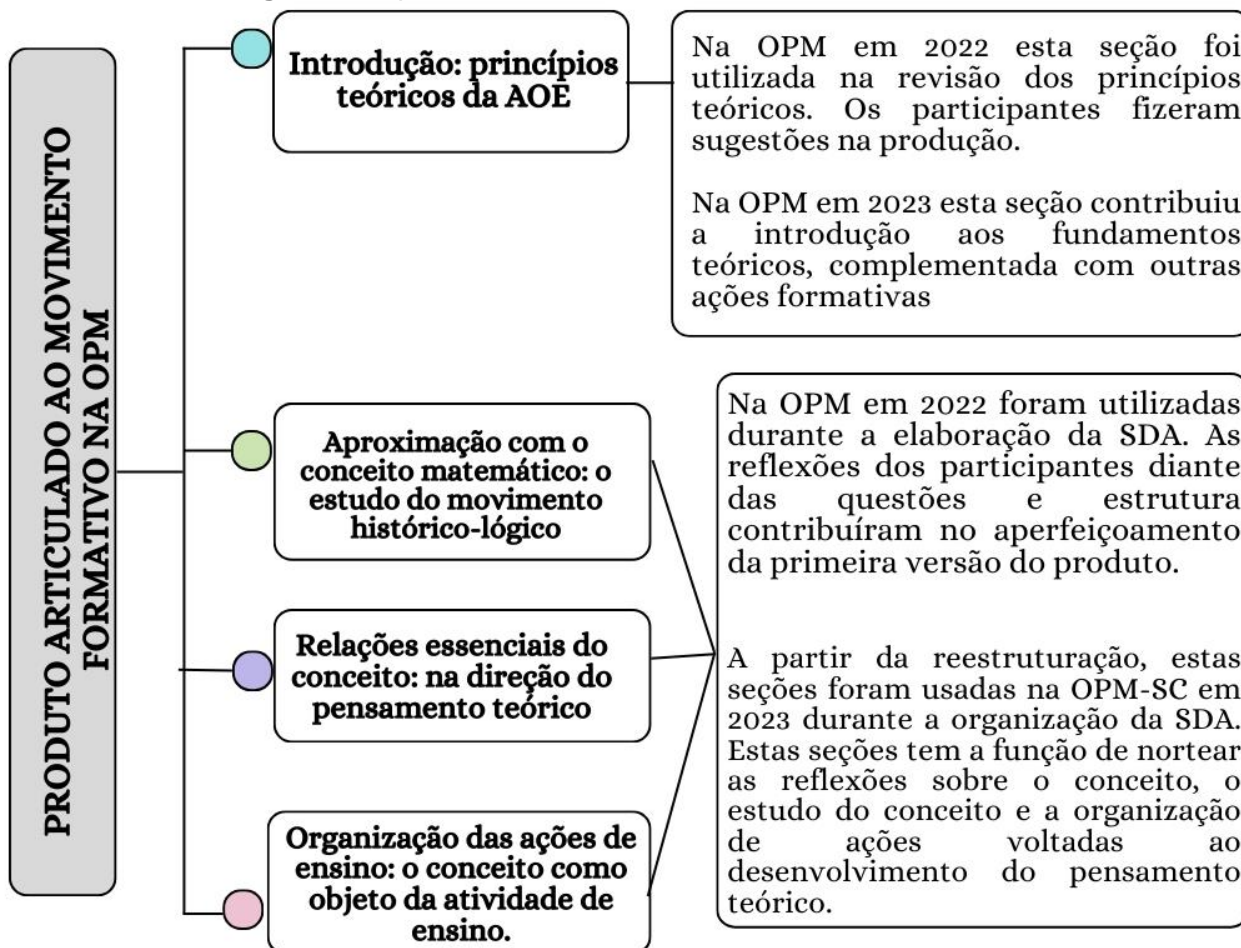 PRODUTO ARTICULADO AO MOVIMENTO
FORMATIVO NA OPM
Introdução: princípios
teóricos da AOE
Na OPM em 2022 esta seção foi
utilizada na revisão dos princípios
teóricos. Os participantes fizeram
sugestões na produção.
Na OPM em 2023 esta seção contribuiu
a introdução aos fundamentos
teóricos, complementada com outras
ações formativas
Aproximação com o
conceito matemático: o
estudo do movimento
histórico-lógico
Relações essenciais do
conceito: na direção do
pensamento teórico
Organização das ações de
ensino: o conceito como
objeto da atividade de
ensino.
Na OPM em 2022 foram utilizadas
durante a elaboração da SDA. As
reflexões dos participantes diante
das questões e estrutura
contribuíram no aperfeiçoamento
da primeira versão do produto.
A partir da reestruturação, estas
seções foram usadas na OPM-SC em
2023 durante a organização da SDA.
Estas seções tem a função de nortear
as reflexões sobre o conceito, o
estudo do conceito e a organização
de ações voltadas ao
desenvolvimento do pensamento
teórico.